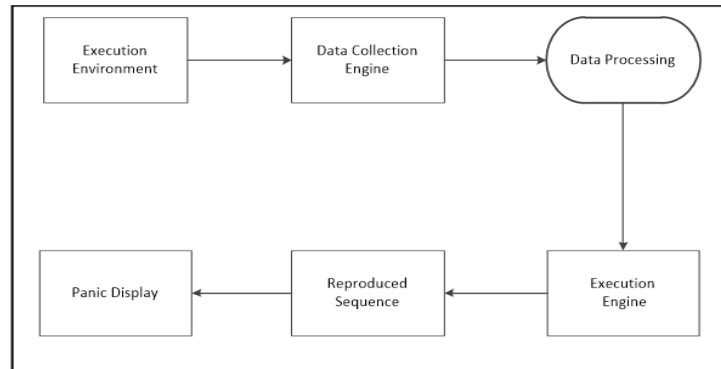 Execution
Environment
Data Collection
Engine
Data Processing
Panic Display
Reproduced
Sequence
Execution
Engine